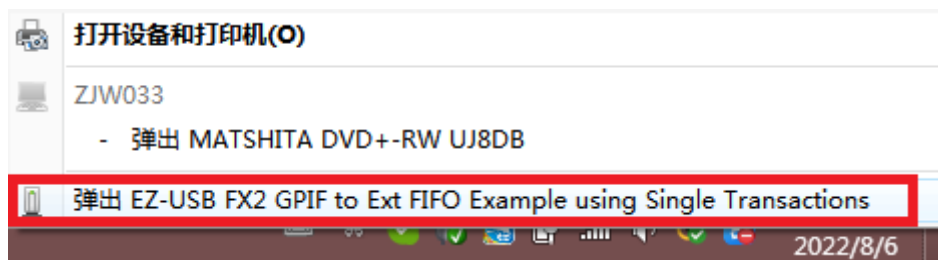 打开设备和打印机(O)
ZJW033
- 弹出 MATSHITA DVD+-RW UJ8DB
弹出 EZ-USB FX2 GPIF to Ext FIFO Example using Single Transactions
2022/8/6